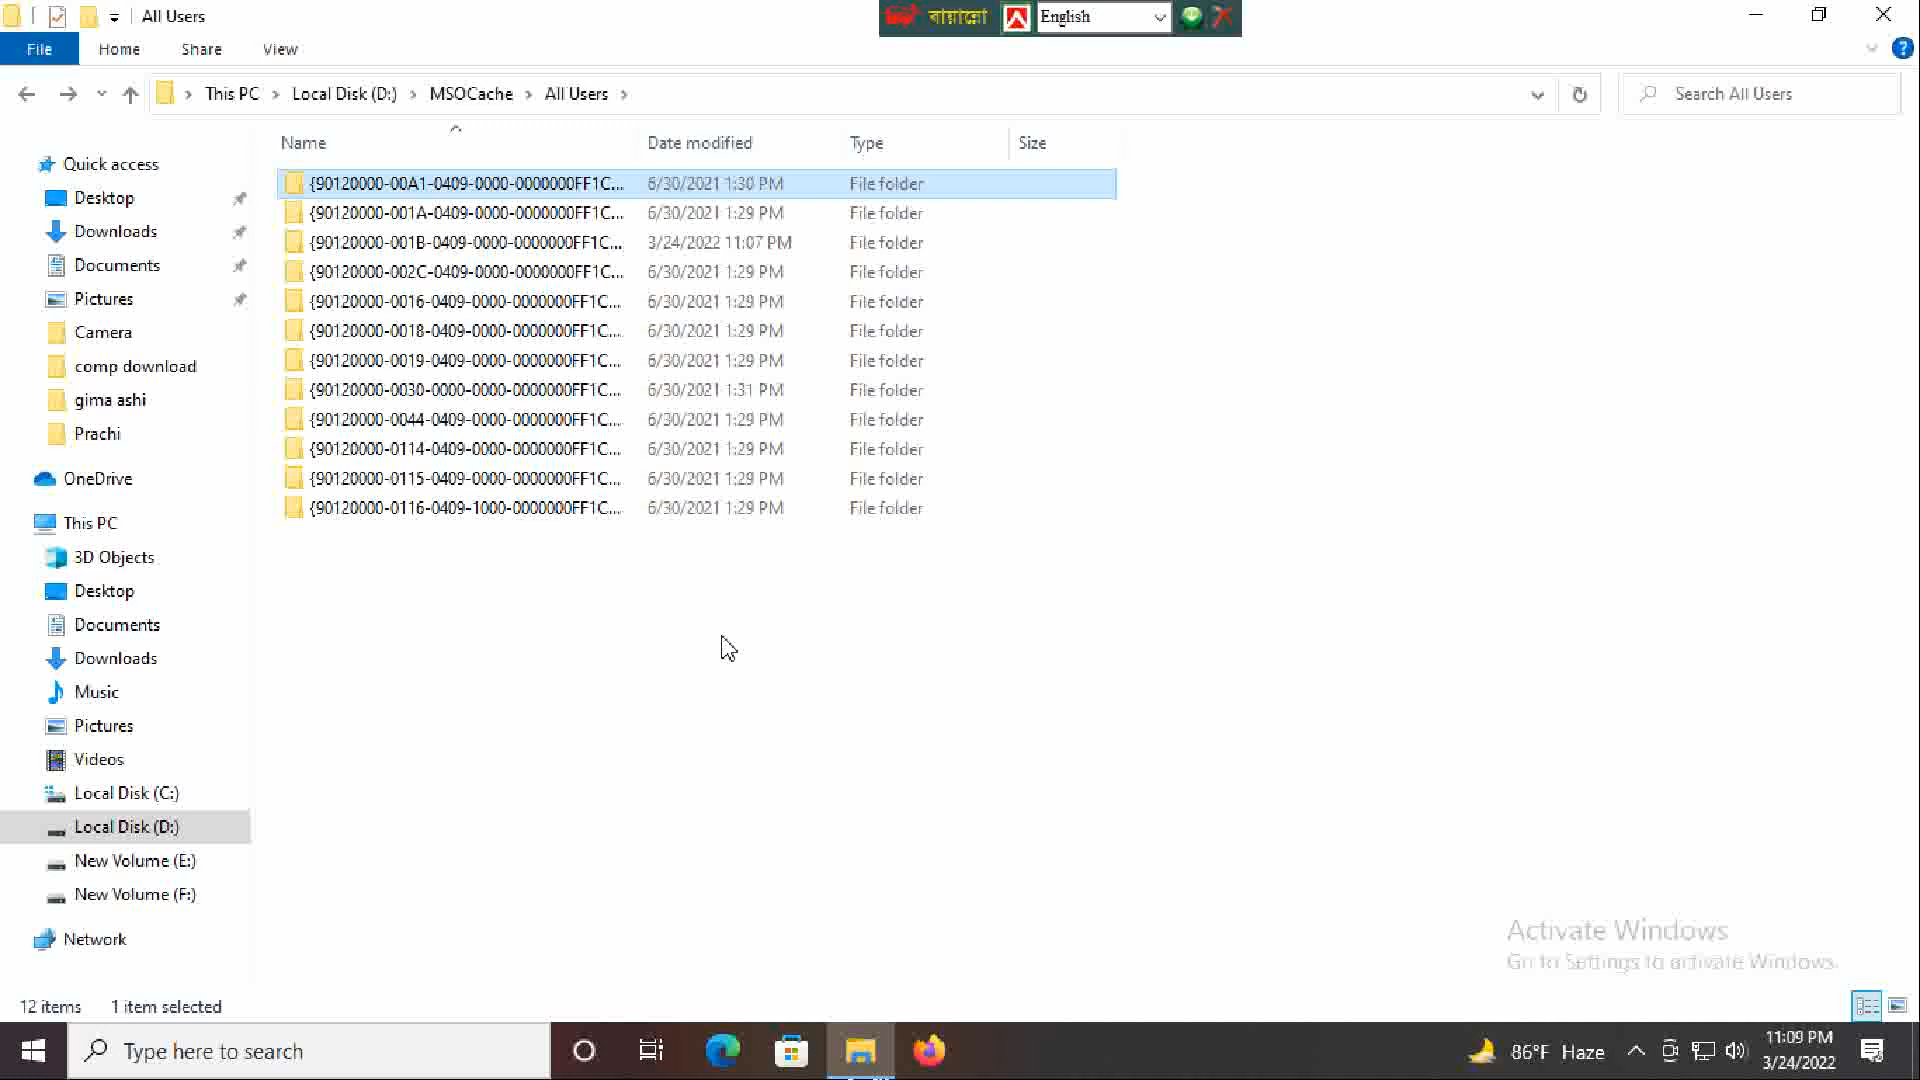 All Users
বায়ান্নো
English
File
Home
Share
View
This PC
Local Disk (D:)
MSOCache
All Users
Search All Users
Name
Date modified
Type
Size
{90120000-00A1-0409-0000-0000000FF1C... 6/30/2021 1:30 PM File folder
{90120000-001A-0409-0000-0000000FF1C... 6/30/2021 1:29 PM File folder
{90120000-001B-0409-0000-0000000FF1C... 3/24/2022 11:07 PM File folder
{90120000-002C-0409-0000-0000000FF1C... 6/30/2021 1:29 PM File folder
{90120000-0016-0409-0000-0000000FF1C... 6/30/2021 1:29 PM File folder
{90120000-0018-0409-0000-0000000FF1C... 6/30/2021 1:29 PM File folder
{90120000-0019-0409-0000-0000000FF1C... 6/30/2021 1:29 PM File folder
{90120000-0030-0000-0000-0000000FF1C... 6/30/2021 1:31 PM File folder
{90120000-0044-0409-0000-0000000FF1C... 6/30/2021 1:29 PM File folder
{90120000-0114-0409-0000-0000000FF1C... 6/30/2021 1:29 PM File folder
{90120000-0115-0409-0000-0000000FF1C... 6/30/2021 1:29 PM File folder
{90120000-0116-0409-1000-0000000FF1C... 6/30/2021 1:29 PM File folder
Quick access
Desktop
Downloads
Documents
Pictures
Camera
comp download
gima ashi
Prachi
OneDrive
This PC
3D Objects
Desktop
Documents
Downloads
Music
Pictures
Videos
Local Disk (C:)
Local Disk (D:)
New Volume (E:)
New Volume (F:)
Network
Activate Windows
Go to Settings to activate Windows.
12 items
1 item selected
Type here to search
86°F Haze
11:09 PM
3/24/2022